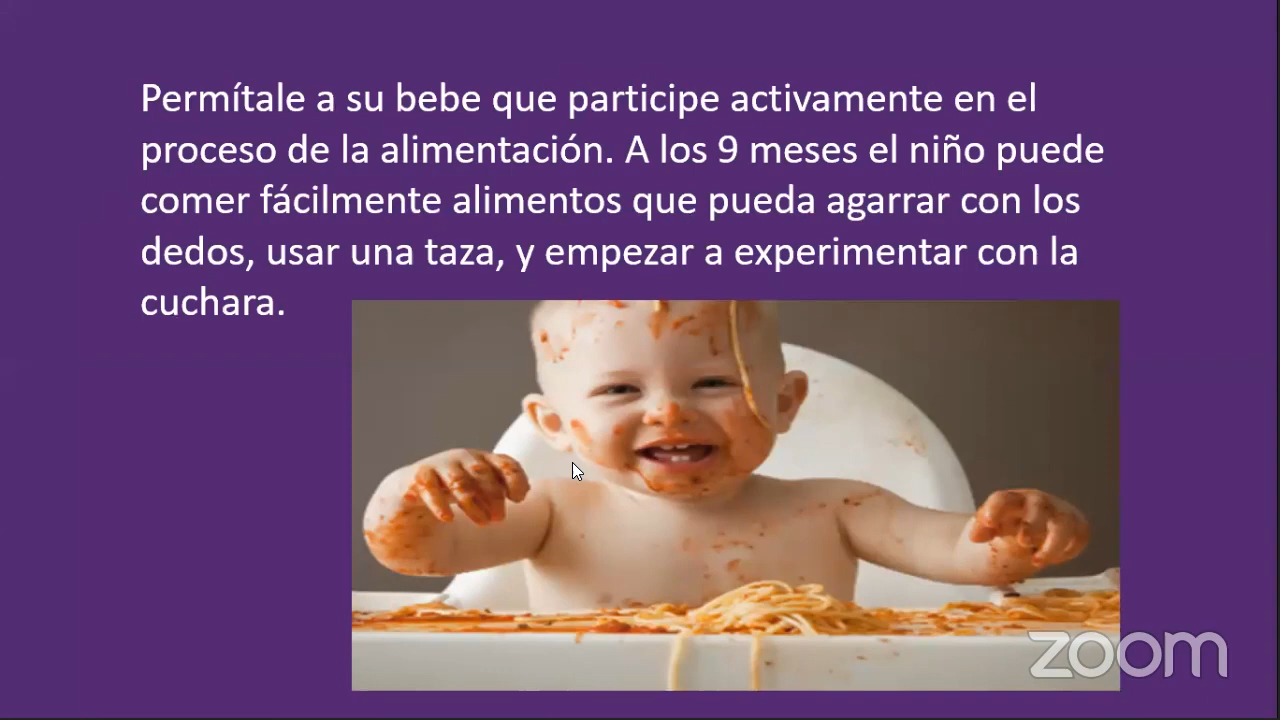 Permítale a su bebe que participe activamente en el
proceso de la alimentación. A los 9 meses el niño puede
comer fácilmente alimentos que pueda agarrar con los
dedos, usar una taza, y empezar a experimentar con la
cuchara.
zoom